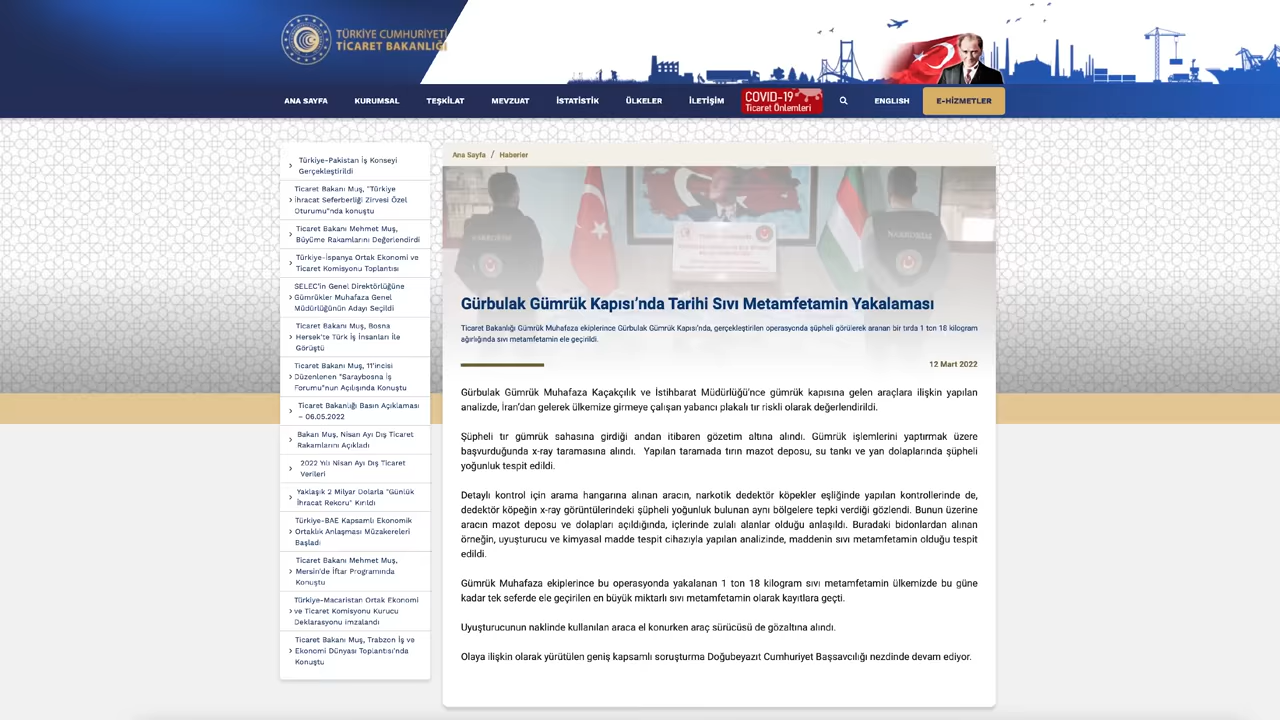 TÜRKİYE CUMHURİYETİ
TİCARET BAKANLIĞI
ANA SAYFA
KURUMSAL
TEŞKİLAT
MEVZUAT
İSTATİSTİK
ÜLKELER
İLETİŞİM
COVID-19
Ticaret Önlemleri
ENGLISH
E-HİZMETLER
Türkiye-Pakistan İş Konseyi
Gerçekleştirildi
Ticaret Bakanı Muş, "Türkiye
İhracat Seferberliği Zirvesi Özel
Oturumu"nda konuştu
Ticaret Bakanı Mehmet Muş,
Büyüme Rakamlarını Değerlendirdi
Türkiye-İspanya Ortak Ekonomi ve
Ticaret Komisyonu Toplantısı
SELEC'in Genel Direktörlüğüne
Gümrükler Muhafaza Genel
Müdürlüğünün Adayı Seçildi
Ticaret Bakanı Muş, Bosna
Hersek'te Türk İş İnsanları İle
Görüştü
Ticaret Bakanı Muş, 11'incisi
Düzenlenen "Saraybosna İş
Forumu"nun Açılışında Konuştu
Ticaret Bakanlığı Basın Açıklaması
– 06.05.2022
Bakan Muş, Nisan Ayı Dış Ticaret
Rakamlarını Açıkladı
2022 Yılı Nisan Ayı Dış Ticaret
Verileri
Yaklaşık 2 Milyar Dolarla "Günlük
İhracat Rekoru" Kırıldı
Türkiye-BAE Kapsamlı Ekonomik
Ortaklık Anlaşması Müzakereleri
Başladı
Ticaret Bakanı Mehmet Muş,
Mersin'de İftar Programında
Konuştu
Türkiye-Macaristan Ortak Ekonomi
ve Ticaret Komisyonu Kurucu
Deklarasyonu imzalandı
Ticaret Bakanı Muş, Trabzon İş ve
Ekonomi Dünyası Toplantısı'nda
Konuştu
Ana Sayfa / Haberler
Gürbulak Gümrük Kapısı'nda Tarihi Sıvı Metamfetamin Yakalaması
Ticaret Bakanlığı Gümrük Muhafaza ekiplerince Gürbulak Gümrük Kapısı'nda, gerçekleştirilen operasyonda şüpheli görülerek aranan bir tırda 1 ton 18 kilogram
ağırlığında sıvı metamfetamin ele geçirildi.
12 Mart 2022
Gürbulak Gümrük Muhafaza Kaçakçılık ve İstihbarat Müdürlüğü'nce gümrük kapısına gelen araçlara ilişkin yapılan
analizde, İran'dan gelerek ülkemize girmeye çalışan yabancı plakalı tır riskli olarak değerlendirildi.
Şüpheli tır gümrük sahasına girdiği andan itibaren gözetim altına alındı. Gümrük işlemlerini yaptırmak üzere
başvurduğunda x-ray taramasına alındı. Yapılan taramada tırın mazot deposu, su tankı ve yan dolaplarında şüpheli
yoğunluk tespit edildi.
Detaylı kontrol için arama hangarına alınan aracın, narkotik dedektör köpekler eşliğinde yapılan kontrollerinde de,
dedektör köpeğin x-ray görüntülerindeki şüpheli yoğunluk bulunan aynı bölgelere tepki verdiği gözlendi. Bunun üzerine
aracın mazot deposu ve dolapları açıldığında, içlerinde zulalı alanlar olduğu anlaşıldı. Buradaki bidonlardan alınan
örneğin, uyuşturucu ve kimyasal madde tespit cihazıyla yapılan analizinde, maddenin sıvı metamfetamin olduğu tespit
edildi.
Gümrük Muhafaza ekiplerince bu operasyonda yakalanan 1 ton 18 kilogram sıvı metamfetamin ülkemizde bu güne
kadar tek seferde ele geçirilen en büyük miktarlı sıvı metamfetamin olarak kayıtlara geçti.
Uyuşturucunun naklinde kullanılan araca el konurken araç sürücüsü de gözaltına alındı.
Olaya ilişkin olarak yürütülen geniş kapsamlı soruşturma Doğubeyazıt Cumhuriyet Başsavcılığı nezdinde devam ediyor.